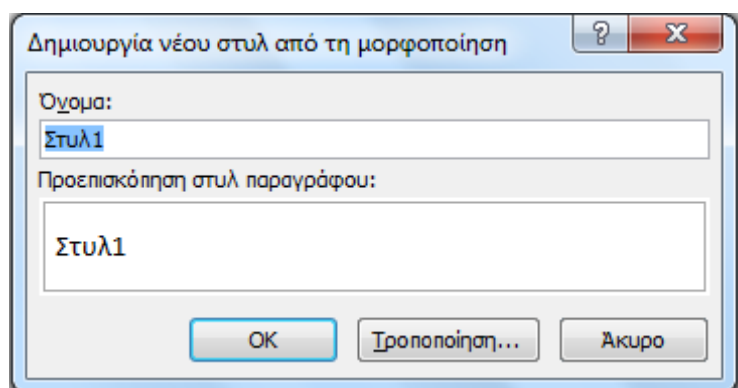 Δημιουργία νέου στυλ από τη μορφοποίηση
Όνομα:
Στυλ1
Προεπισκόπηση στυλ παραγράφου:
Στυλ1
OK Τροποποίηση... Άκυρο